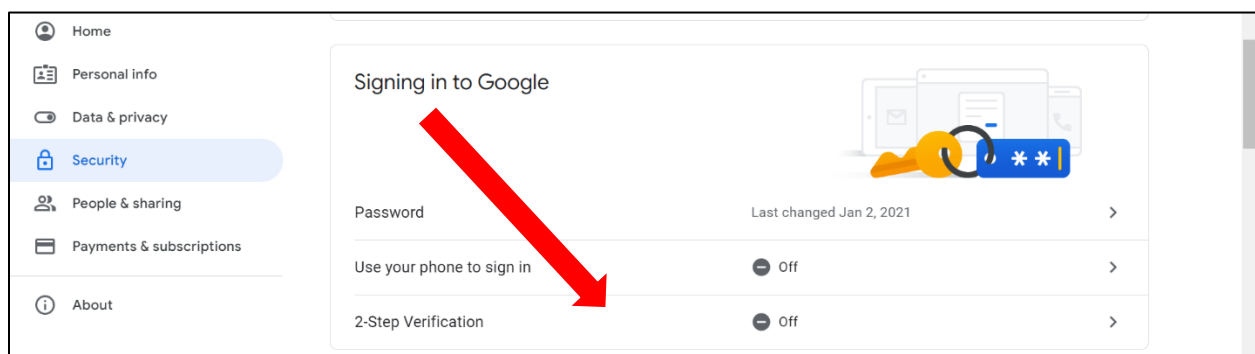 Home
Personal info
Data & privacy
Security
People & sharing
Payments & subscriptions
About
Signing in to Google
**
Password Last changed Jan 2, 2021
Use your phone to sign in Off
2-Step Verification Off